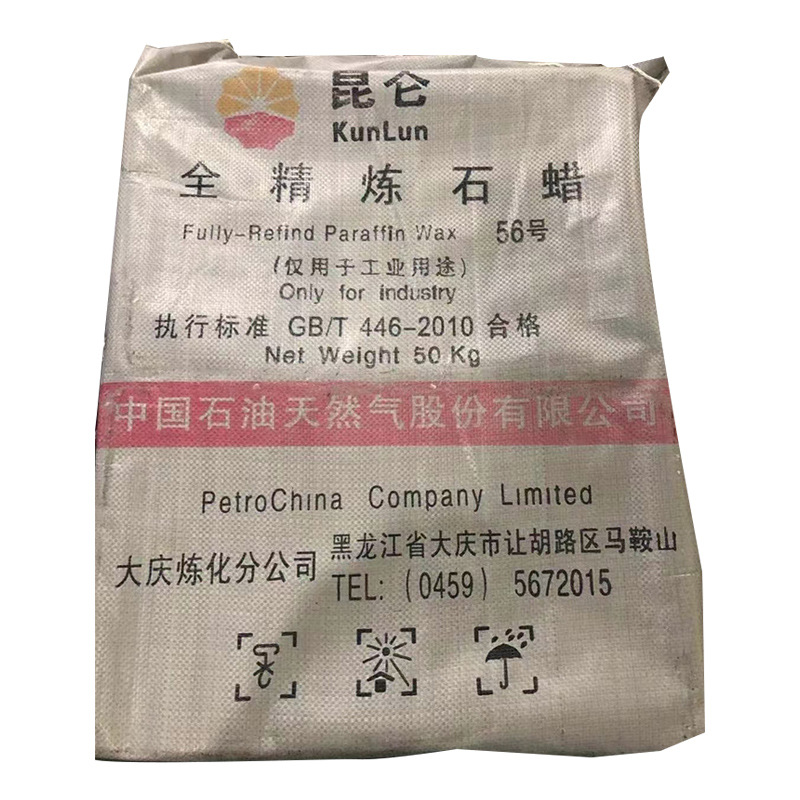 昆仑
KunLun
全精炼石蜡
Fully-Refind Paraffin Wax 56号
(仅用于工业用途)
Only for industry
执行标准 GB/T 446-2010 合格
Net Weight 50 Kg
中国石油天然气股份有限公司
PetroChina Company Limited
大庆炼化分公司
黑龙江省大庆市让胡路区马鞍山
TEL: (0459) 5672015